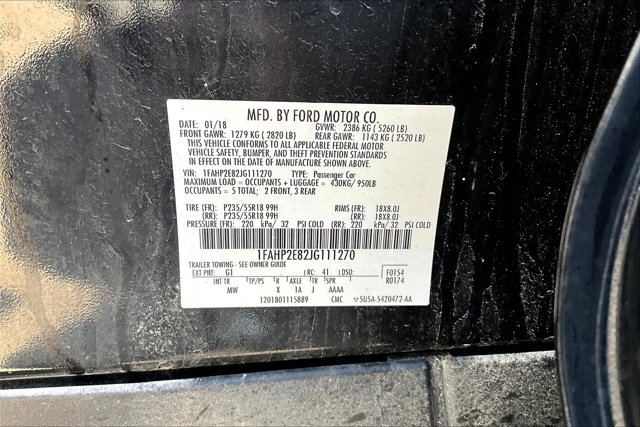 MFD. BY FORD MOTOR CO.
DATE: 01/18 GVWR: 2386 KG ( 5260 LB)
FRONT GAWR: 1279 KG ( 2820 LB) REAR GAWR: 1143 KG ( 2520 LB)
THIS VEHICLE CONFORMS TO ALL APPLICABLE FEDERAL MOTOR
VEHICLE SAFETY, BUMPER, AND THEFT PREVENTION STANDARDS
IN EFFECT ON THE DATE OF MANUFACTURE SHOWN ABOVE.
VIN: 1FAHP2E82JG111270 TYPE: Passenger Car
MAXIMUM LOAD = OCCUPANTS + LUGGAGE = 430KG/ 950LB
OCCUPANTS = 5 TOTAL; 2 FRONT, 3 REAR
TIRE (FR): P235/55R18 99H RIMS (FR): 18X8.0J
(RR): P235/55R18 99H (RR): 18X8.0J
PRESSURE (FR): 220 kPa/ 32 PSI COLD (RR): 220 kPa/ 32 PSI COLD
1FAHP2E82JG111270
TRAILER TOWING - SEE OWNER GUIDE
EXT PNT: G1 RC: 41 DSO: F0154
INT TR TP/PS R AXLE TR SPR R0174
MW X 1A J AAAA
1201801115889 CMC ▽5U5A-5420472-AA